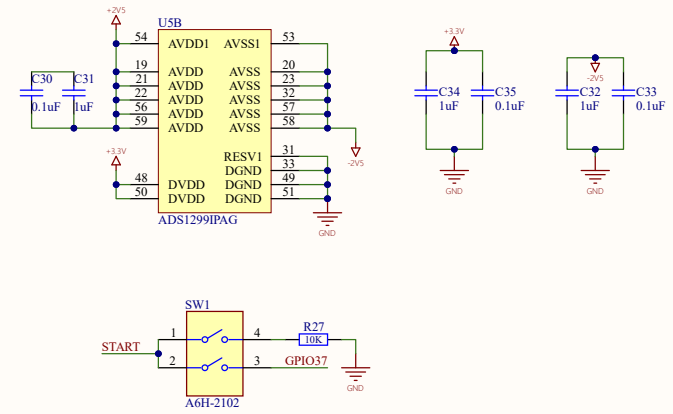 +2V5
U5B
54 AVDD1 AVSS1 53
19 AVDD AVSS 20
21 AVDD AVSS 23
22 AVDD AVSS 32
56 AVDD AVSS 57
59 AVDD AVSS 58
RESV1 31
DGND 33
48 DVDD DGND 49
50 DVDD DGND 51
ADS1299IPAG
C30
0.1uF
C31
1uF
+3.3V
-2V5
GND
+3.3V
C34
1uF
C35
0.1uF
GND
-2V5
C32
1uF
C33
0.1uF
GND
SW1
START
1 4
2 3
A6H-2102
R27
10K
GPIO37
GND